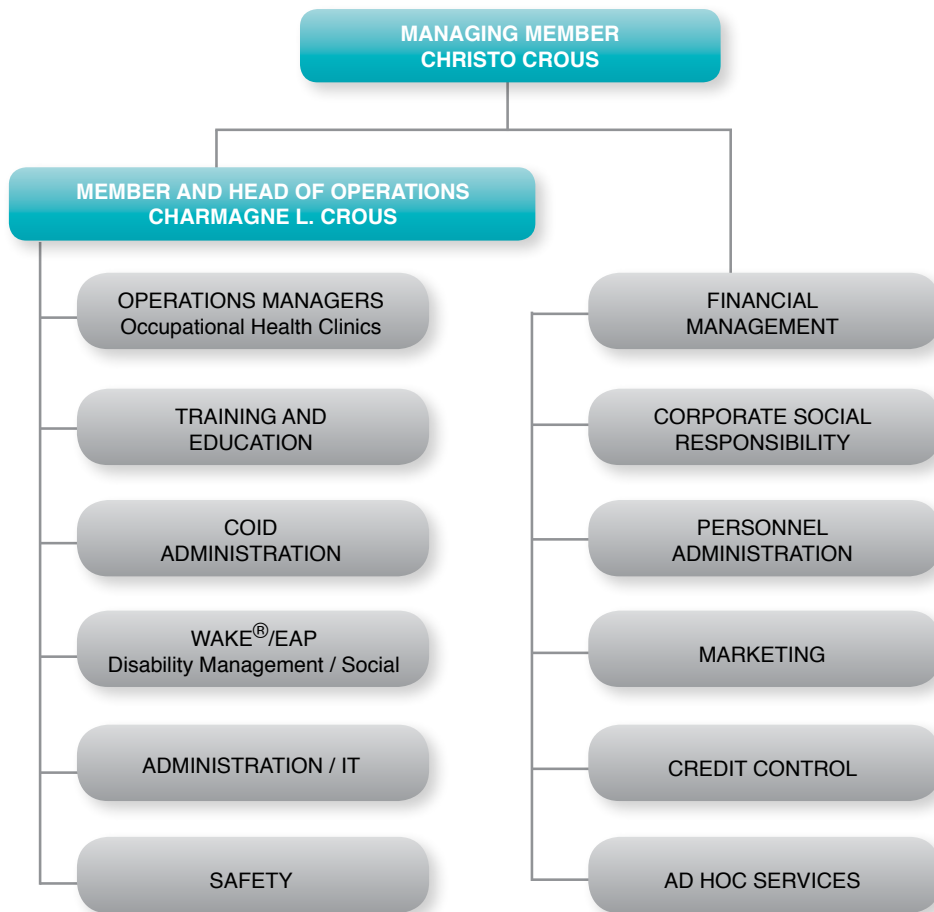 MANAGING MEMBER
CHRISTO CROUS
MEMBER AND HEAD OF OPERATIONS
CHARMAGNE L. CROUS
OPERATIONS MANAGERS
Occupational Health Clinics
TRAINING AND
EDUCATION
COID
ADMINISTRATION
WAKE®/EAP
Disability Management / Social
ADMINISTRATION / IT
SAFETY
FINANCIAL
MANAGEMENT
CORPORATE SOCIAL
RESPONSIBILITY
PERSONNEL
ADMINISTRATION
MARKETING
CREDIT CONTROL
AD HOC SERVICES